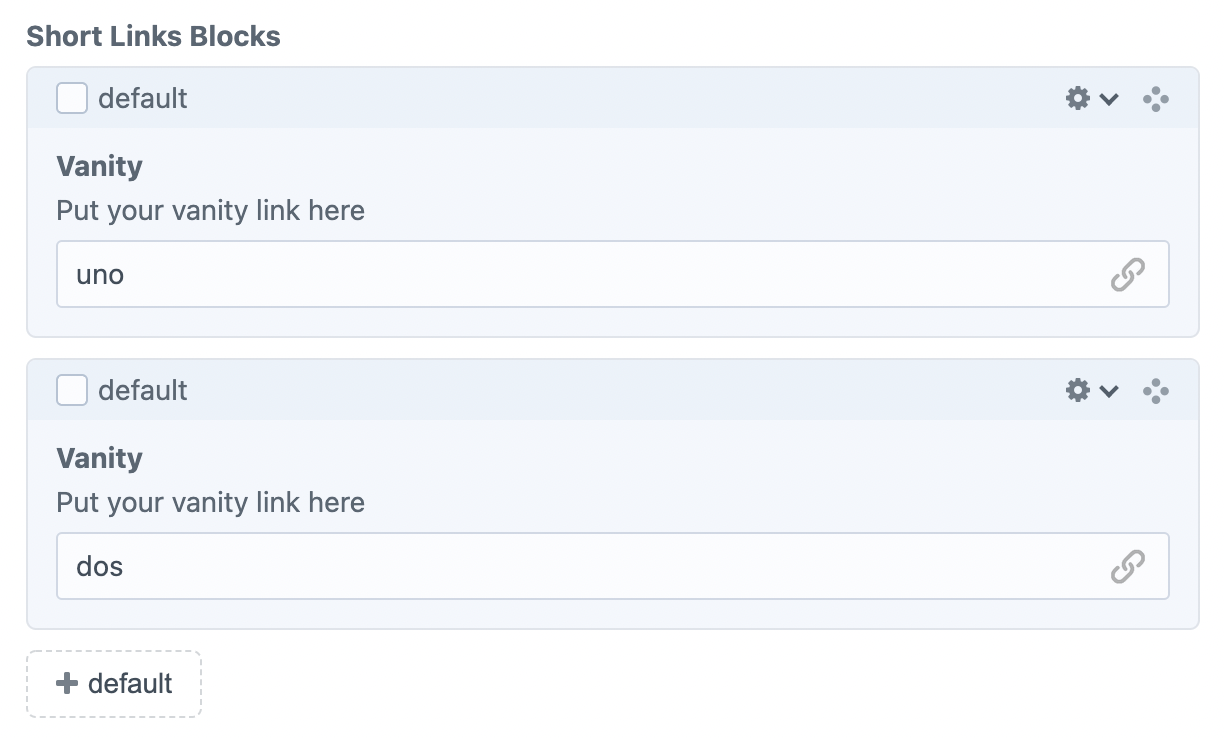 Short Links Blocks
default
Vanity
Put your vanity link here
uno
default
Vanity
Put your vanity link here
dos
default